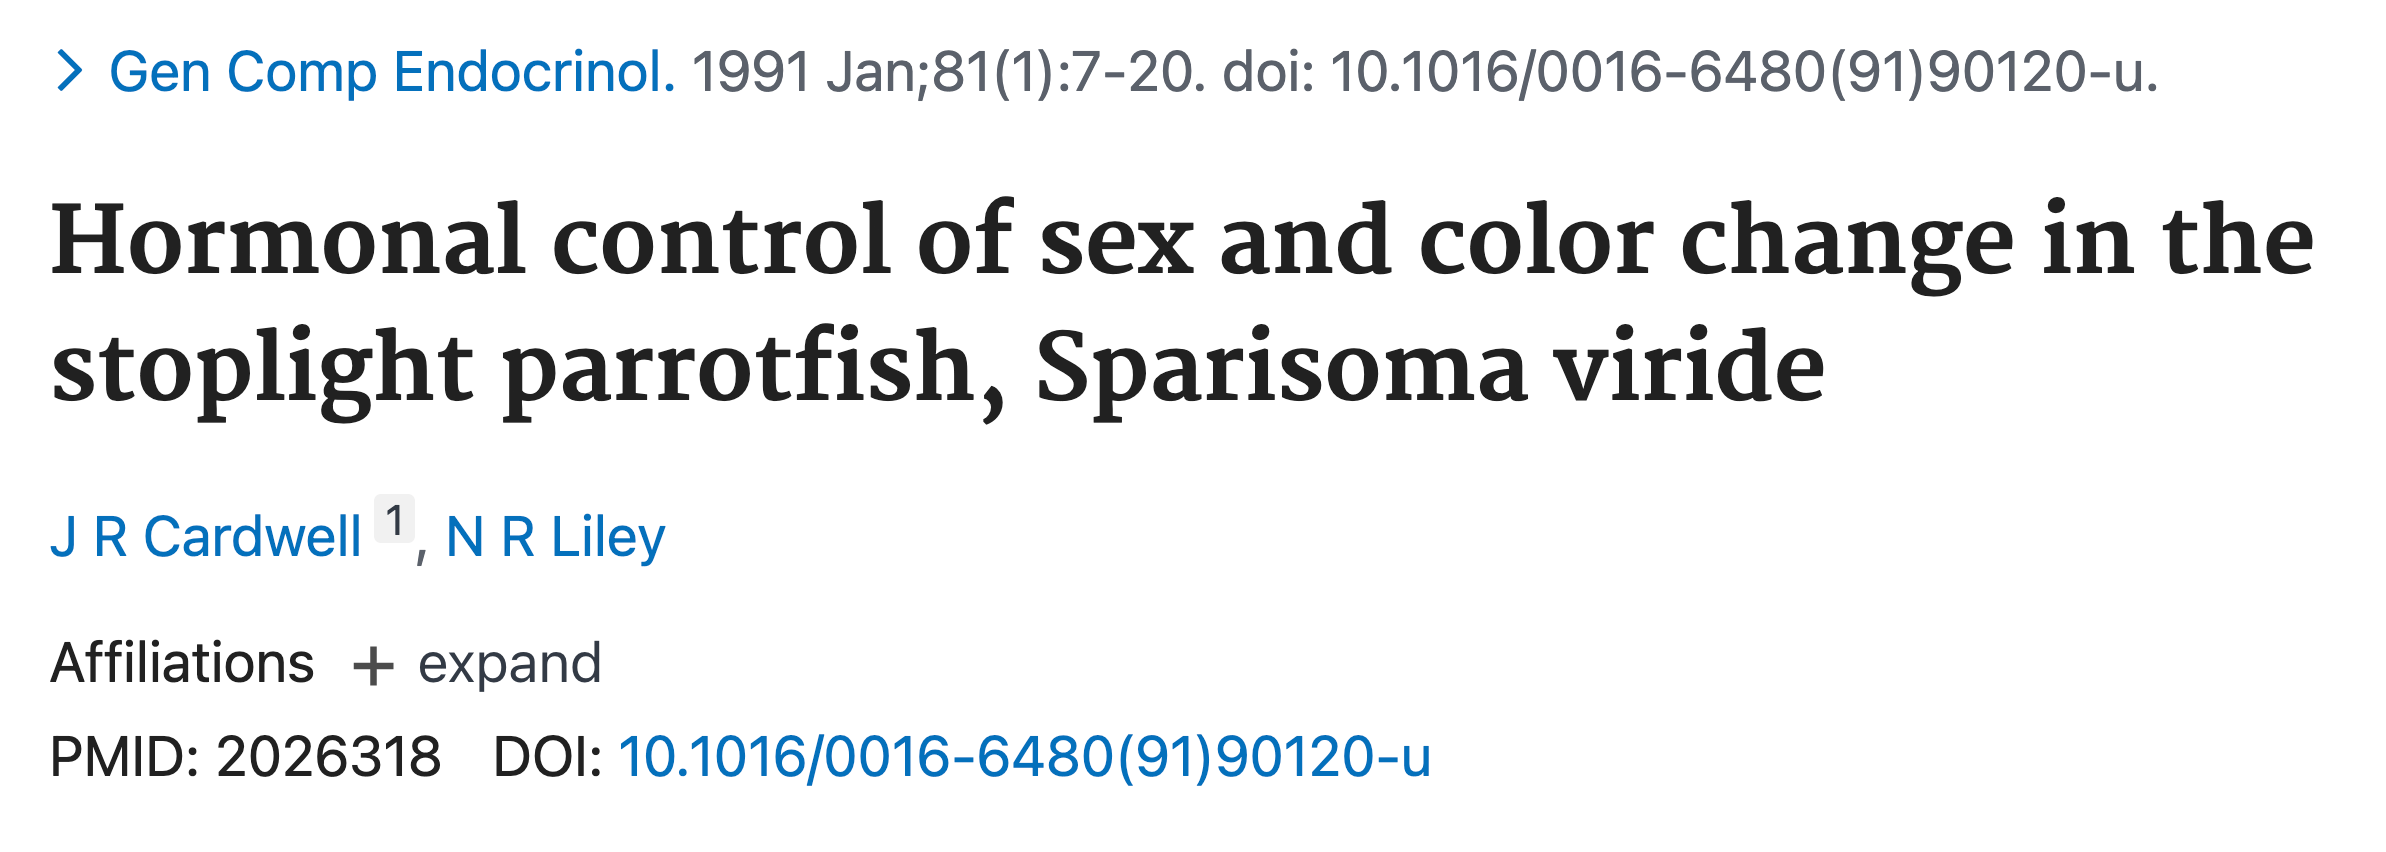 > Gen Comp Endocrinol. 1991 Jan;81(1):7-20. doi: 10.1016/0016-6480(91)90120-u.
Hormonal control of sex and color change in the
stoplight parrotfish, Sparisoma viride
J R Cardwell 1, N R Liley
Affiliations + expand
PMID: 2026318 DOI: 10.1016/0016-6480(91)90120-u